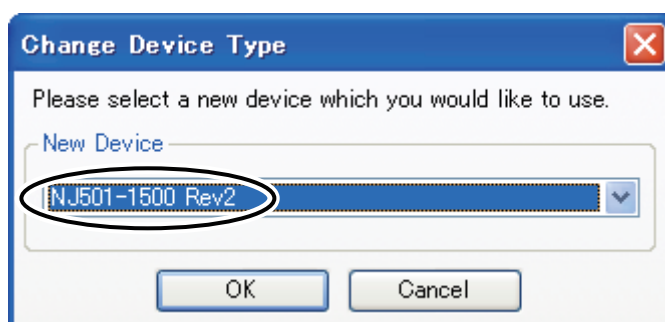 Change Device Type
Please select a new device which you would like to use.
New Device
NJ501-1500 Rev2
OK
Cancel